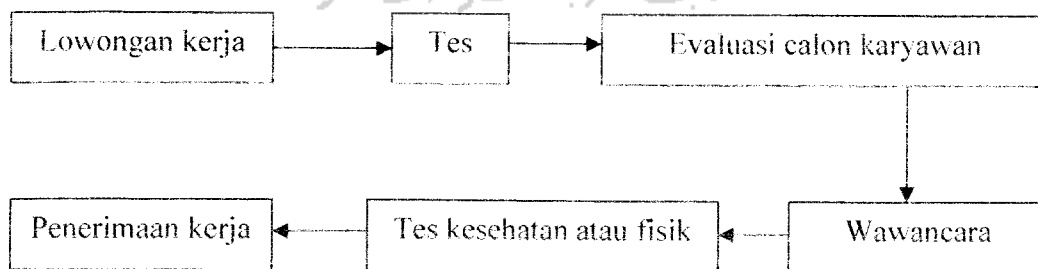 Lowongan kerja
Tes
Evaluasi calon karyawan
Wawancara
Tes kesehatan atau fisik
Penerimaan kerja